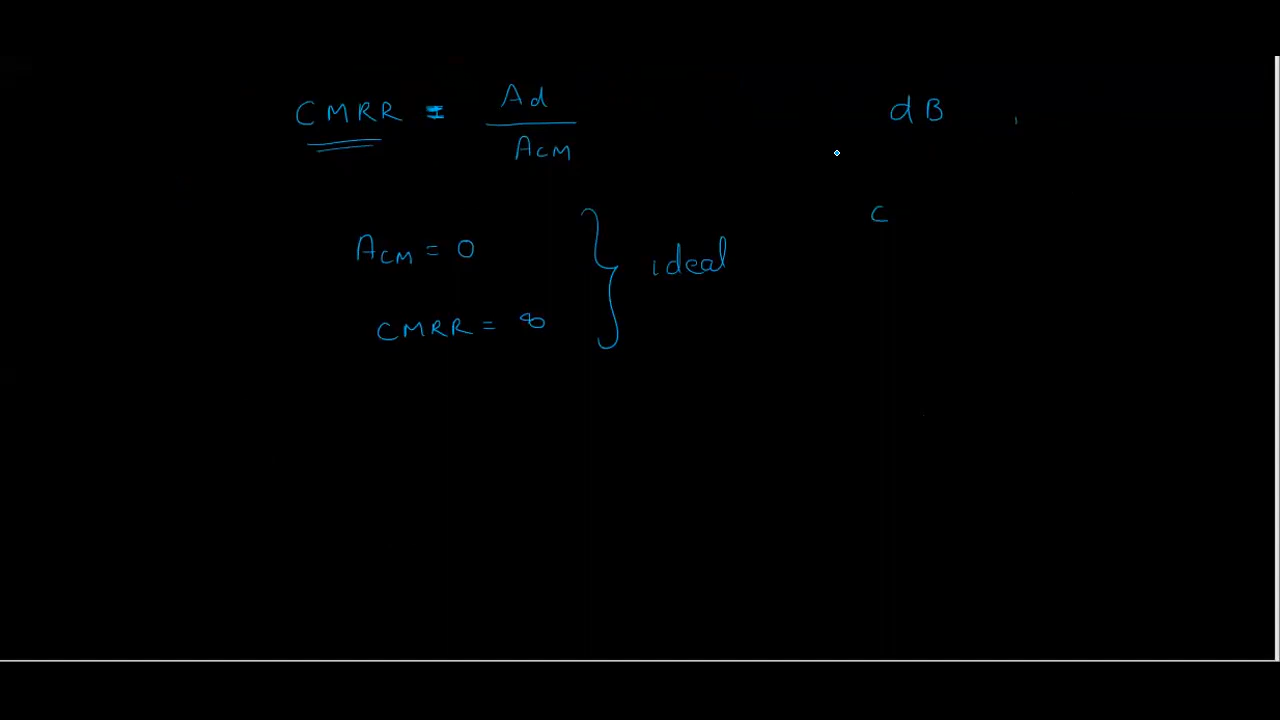 CMRR = Ad / ACM
dB
C
ACM = 0
ideal
CMRR = ∞